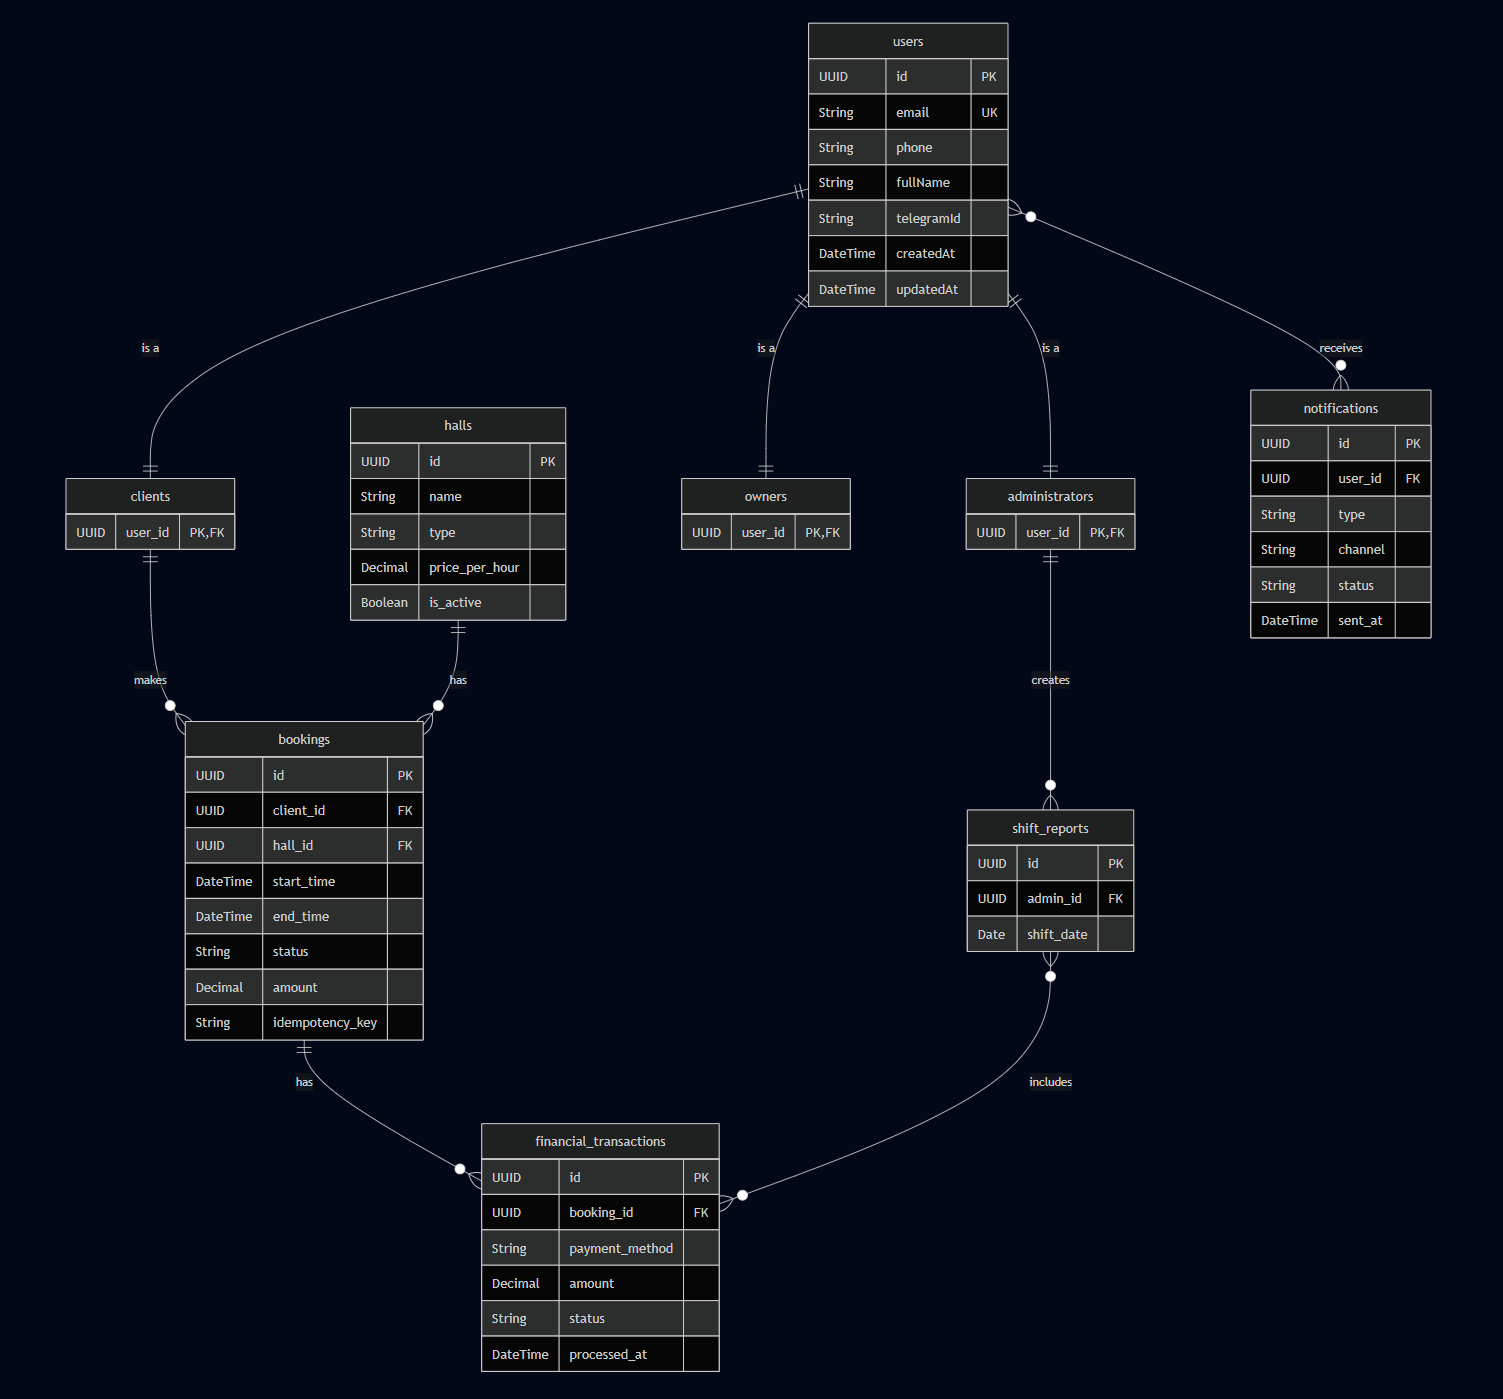 users
UUID id PK
String email UK
String phone
String fullName
String telegramId
DateTime createdAt
DateTime updatedAt
is a
is a
is a
receives
halls
UUID id PK
String name
String type
Decimal price_per_hour
Boolean is_active
notifications
UUID id PK
UUID user_id FK
String type
String channel
String status
DateTime sent_at
clients
UUID user_id PK,FK
owners
UUID user_id PK,FK
administrators
UUID user_id PK,FK
makes
has
creates
bookings
UUID id PK
UUID client_id FK
UUID hall_id FK
DateTime start_time
DateTime end_time
String status
Decimal amount
String idempotency_key
shift_reports
UUID id PK
UUID admin_id FK
Date shift_date
has
includes
financial_transactions
UUID id PK
UUID booking_id FK
String payment_method
Decimal amount
String status
DateTime processed_at